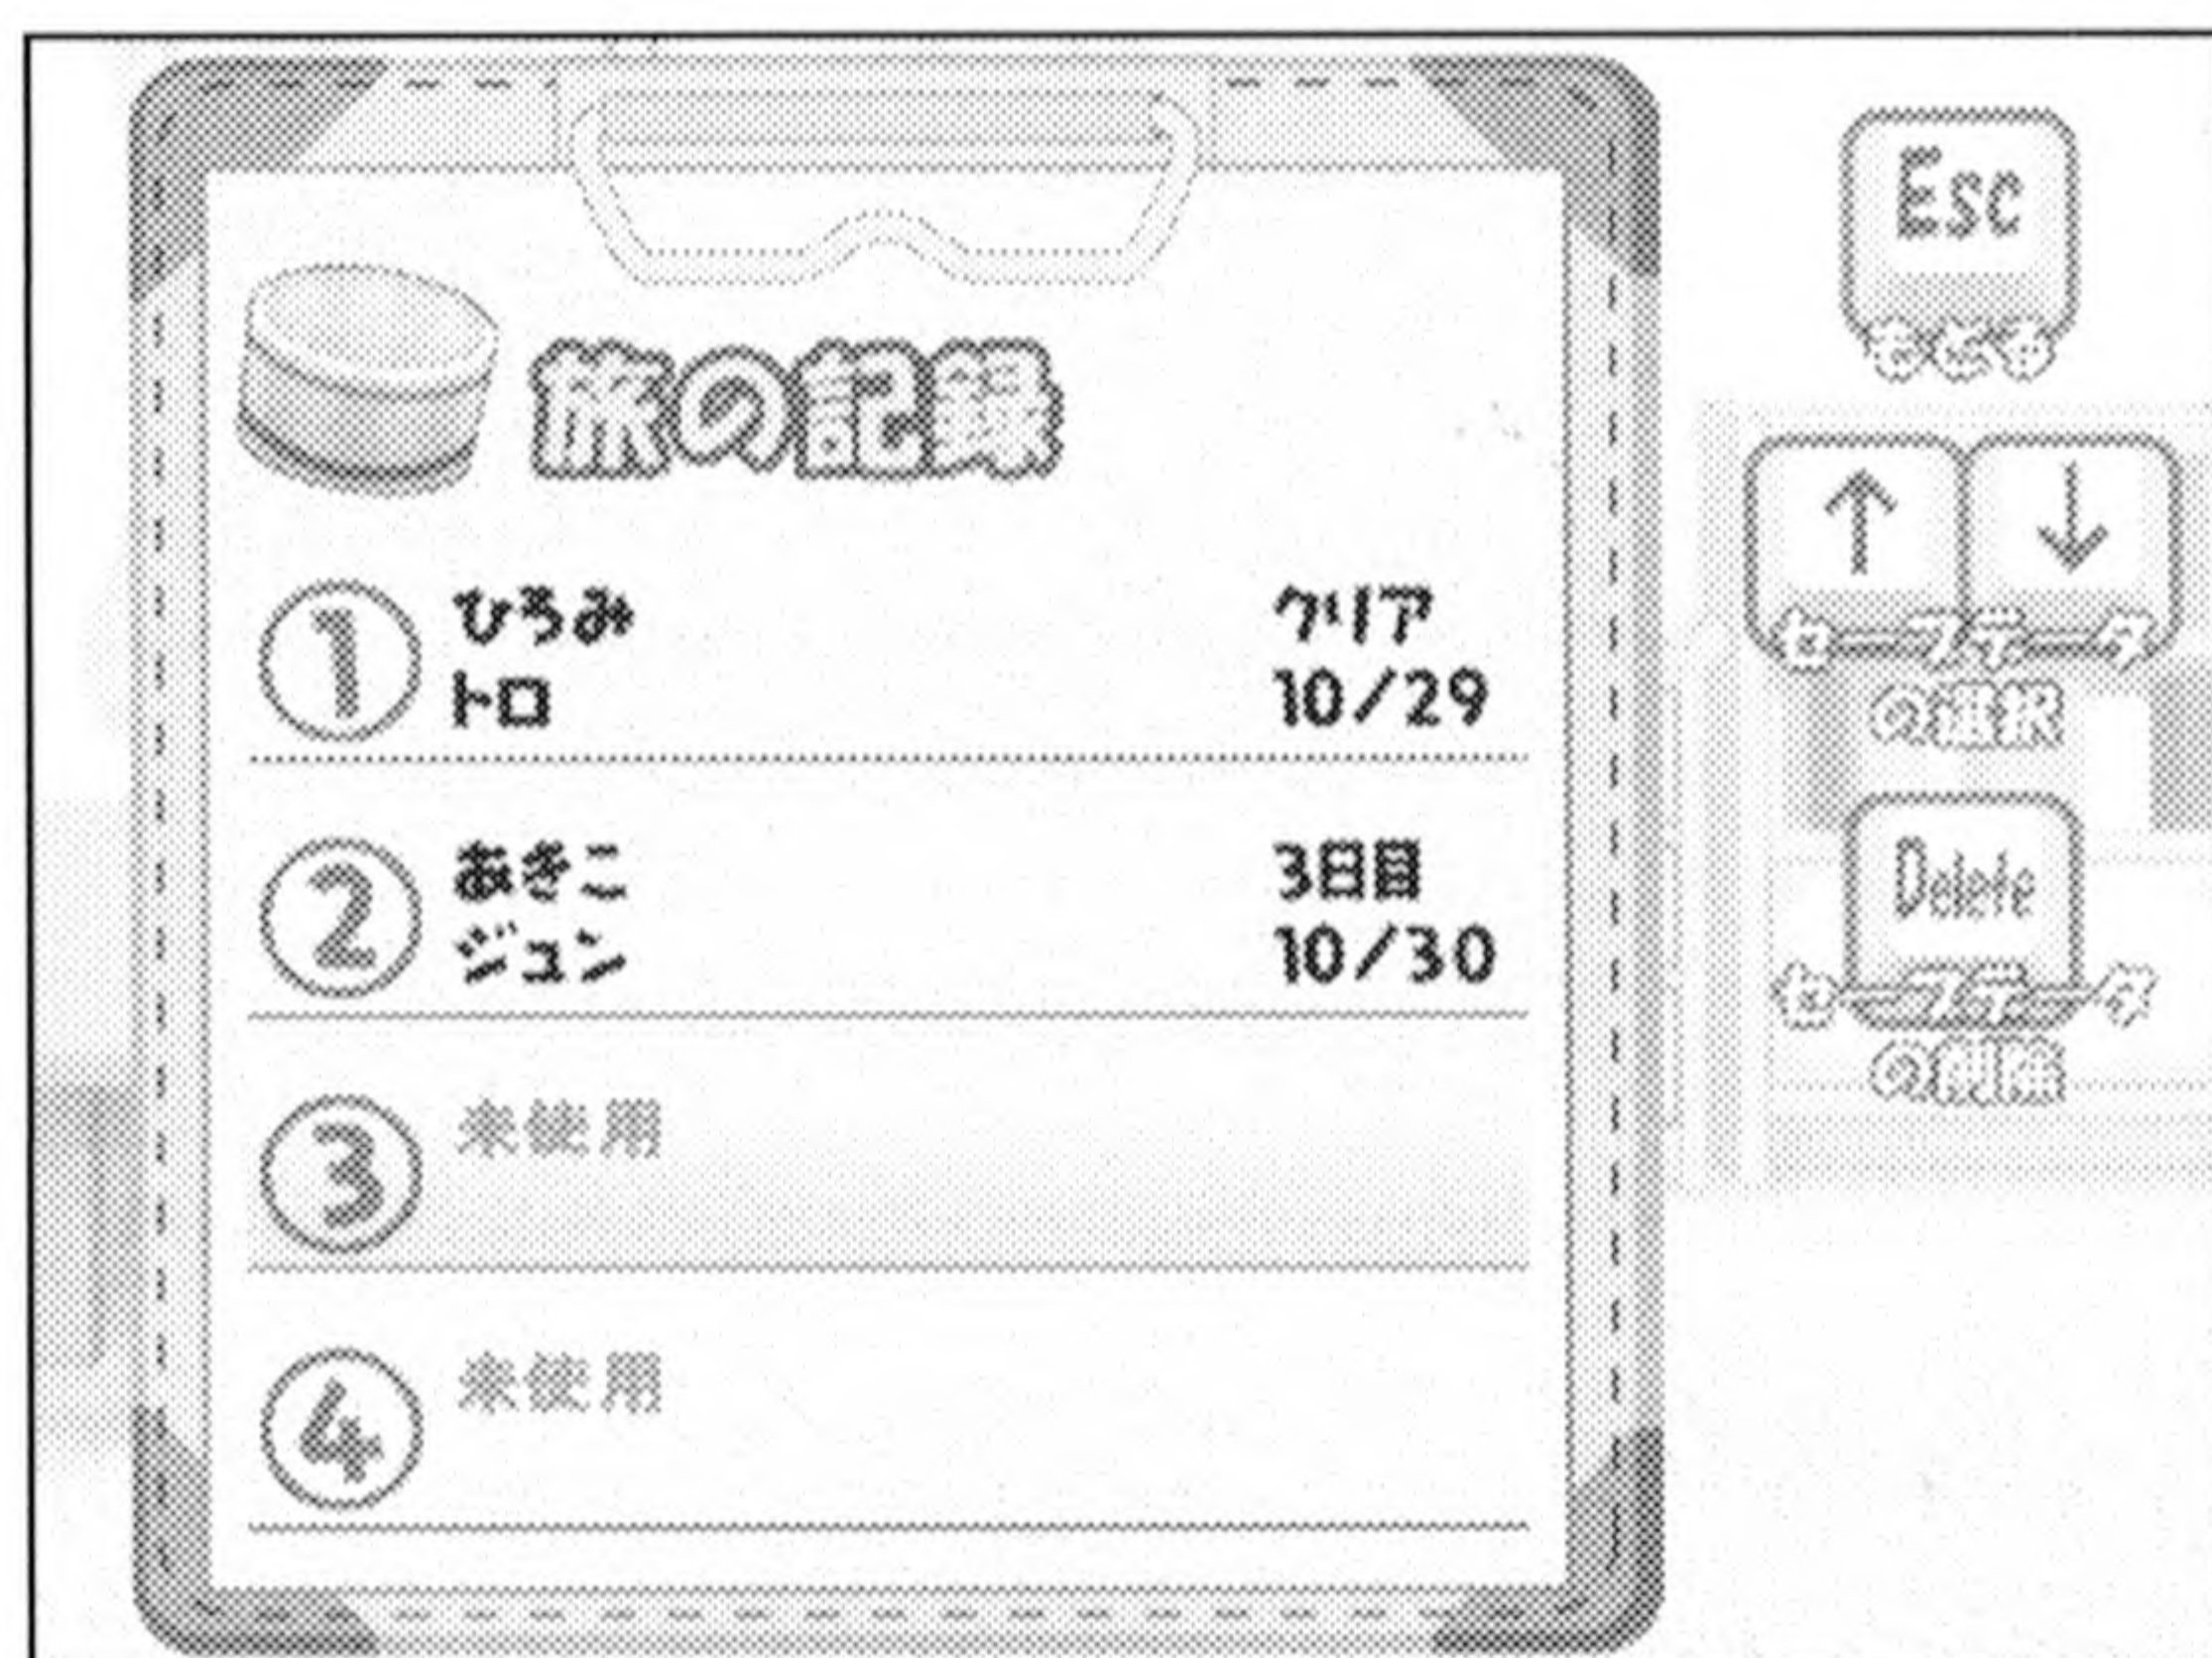 旅の記録
1 ひろみ クリア
トロ 10/29
2 あきこ 3日目
ジュン 10/30
3 未使用
4 未使用
Esc
もどる
↑ ↓
セーブデータ
の選択
Delete
セーブデータ
の削除